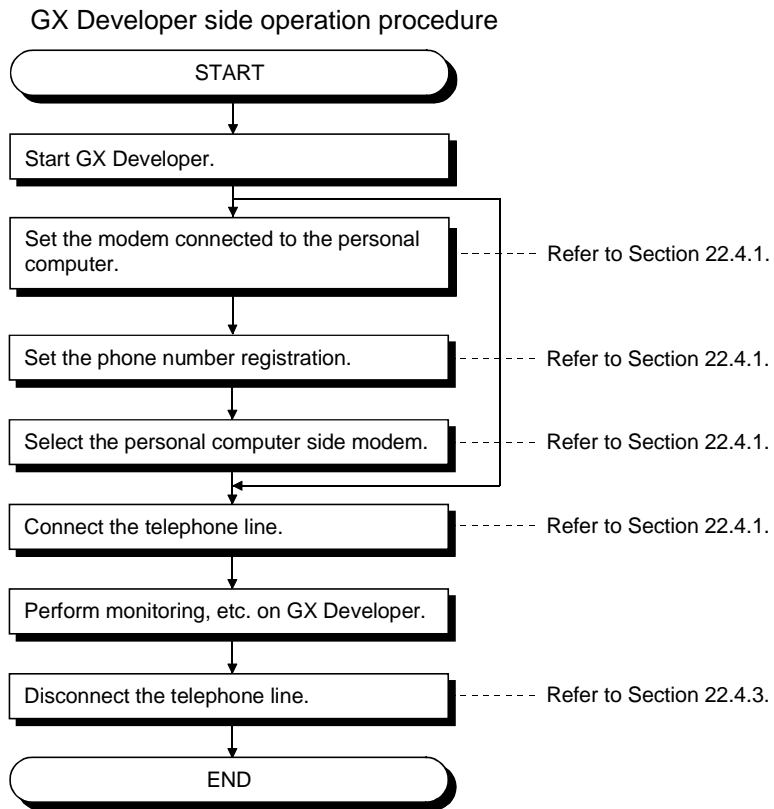 GX Developer side operation procedure
START
Start GX Developer.
Set the modem connected to the personal
computer.
Refer to Section 22.4.1.
Set the phone number registration.
Refer to Section 22.4.1.
Select the personal computer side modem.
Refer to Section 22.4.1.
Connect the telephone line.
Refer to Section 22.4.1.
Perform monitoring, etc. on GX Developer.
Disconnect the telephone line.
Refer to Section 22.4.3.
END